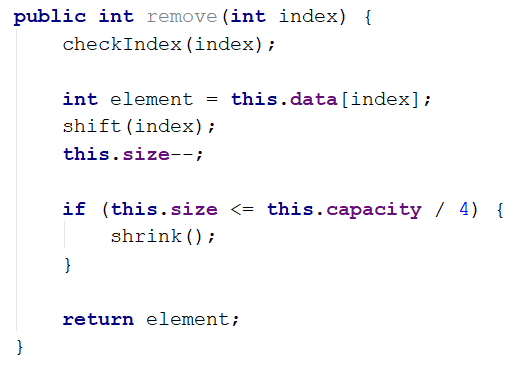 public int remove(int index) {
    checkIndex(index);

    int element = this.data[index];
    shift(index);
    this.size--;

    if (this.size <= this.capacity / 4) {
        shrink();
    }

    return element;
}